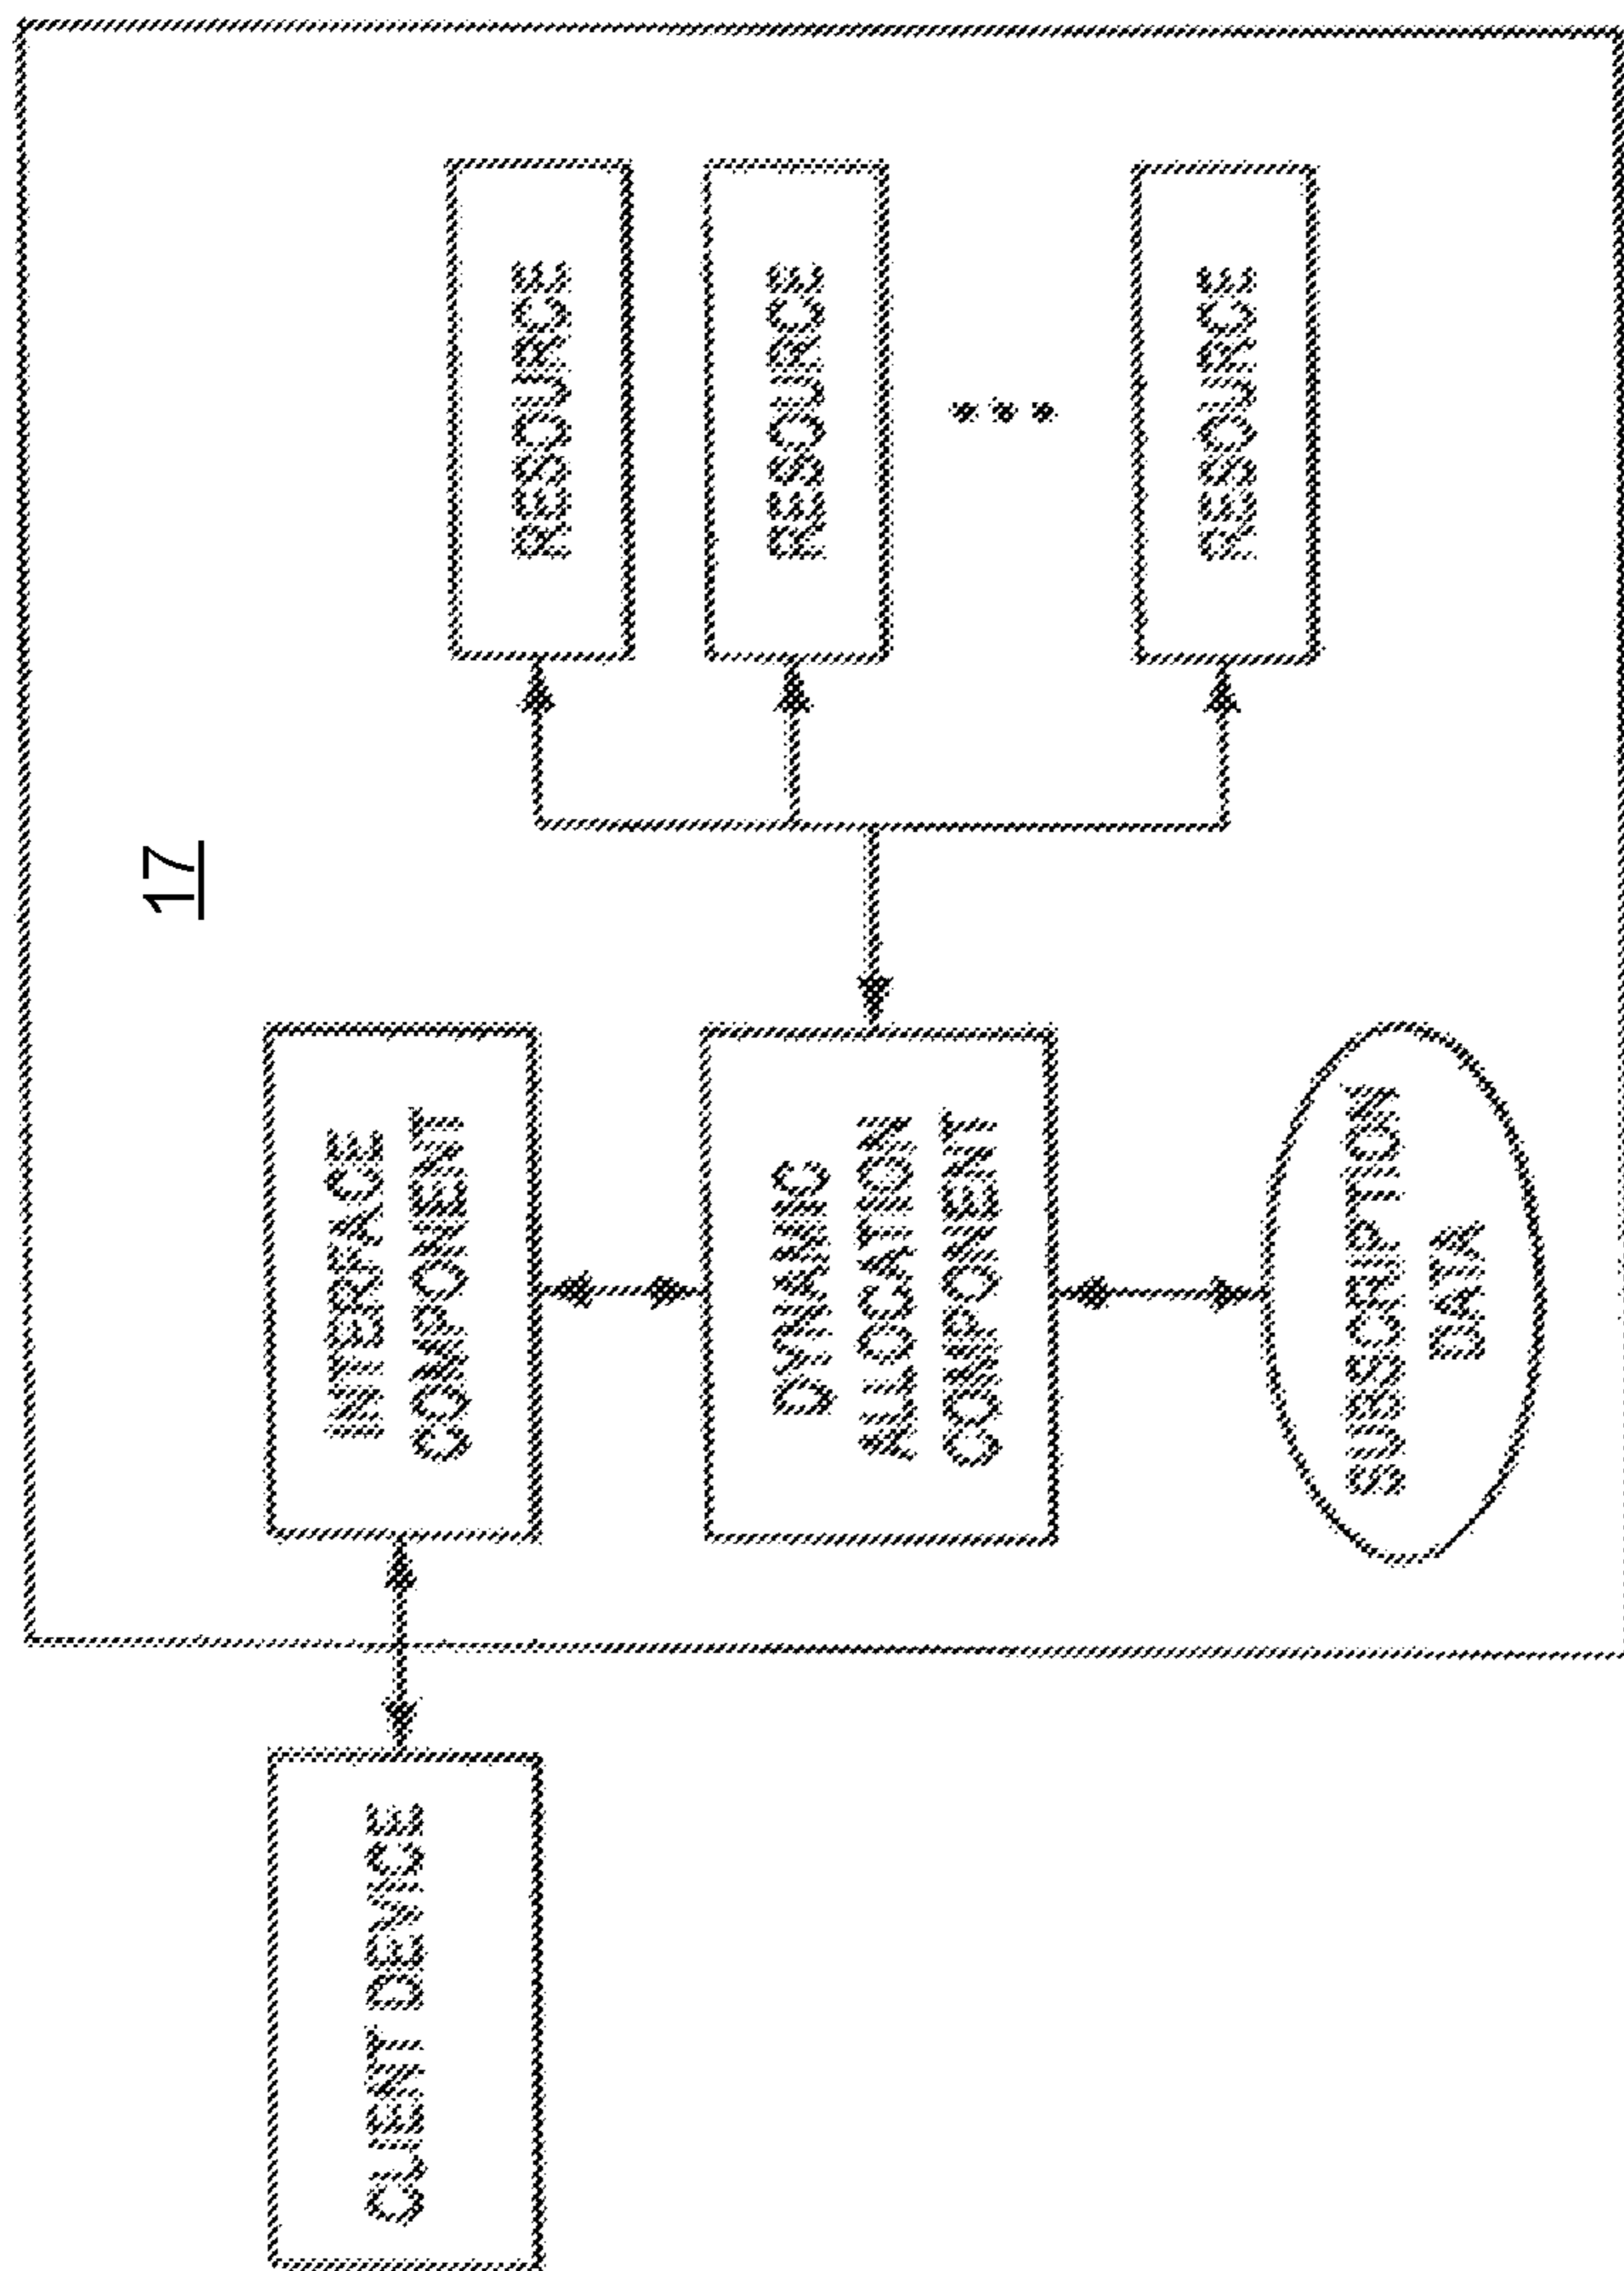 17
CLIENT DEVICE
INTERFACE
COMPONENT
DYNAMIC
ALLOCATION
COMPONENT
SUBSCRIPTION
DATA
RESOURCE
RESOURCE
RESOURCE